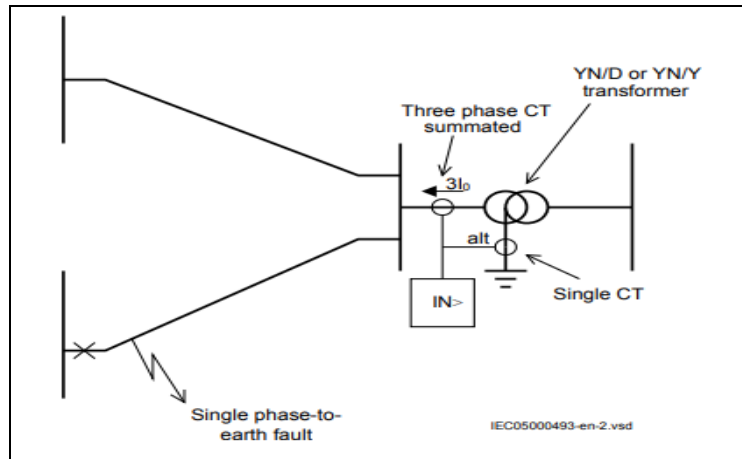 YN/D or YN/Y
transformer
Three phase CT
summated
3I₀
alt
Single CT
IN>
Single phase-to-
earth fault
IEC05000493-en-2.vsd